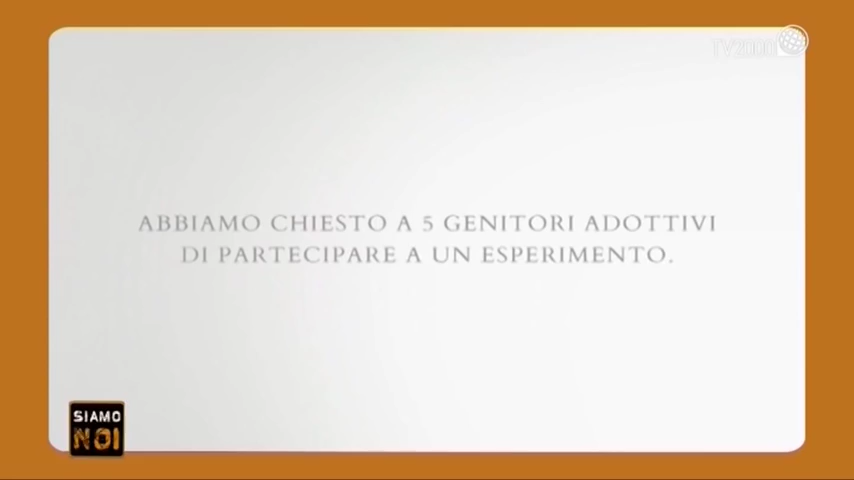 TV2000
ABBIAMO CHIESTO A 5 GENITORI ADOTTIVI
DI PARTECIPARE A UN ESPERIMENTO.
SIAMO
NOI